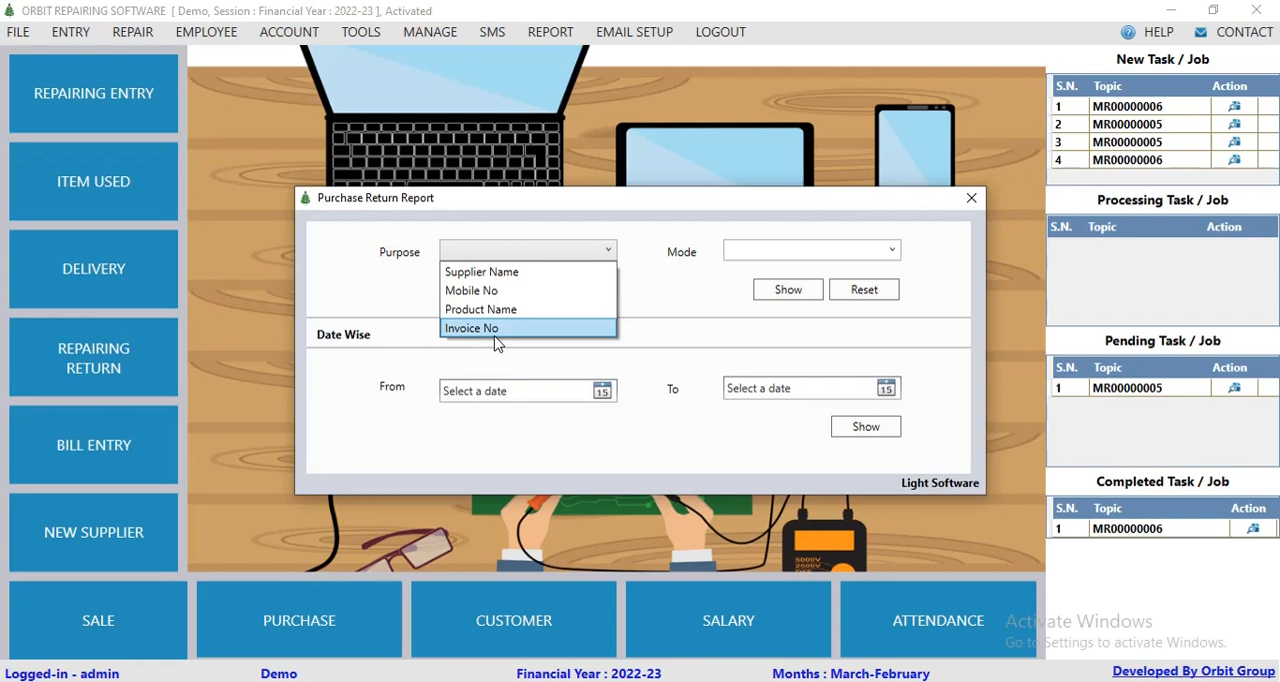 ORBIT REPAIRING SOFTWARE [ Demo, Session : Financial Year : 2022-23 ], Activated
FILE ENTRY REPAIR EMPLOYEE ACCOUNT TOOLS MANAGE SMS REPORT EMAIL SETUP LOGOUT HELP CONTACT
REPAIRING ENTRY
ITEM USED
DELIVERY
REPAIRING
RETURN
BILL ENTRY
NEW SUPPLIER
Purchase Return Report
Purpose
Mode
Supplier Name
Mobile No
Product Name
Invoice No
Show Reset
Date Wise
From Select a date 15 To Select a date 15
Show
Light Software
5000V
2500V
New Task / Job
S.N. Topic Action
1 MR00000006
2 MR00000005
3 MR00000005
4 MR00000006
Processing Task / Job
S.N. Topic Action
Pending Task / Job
S.N. Topic Action
1 MR00000005
Completed Task / Job
S.N. Topic Action
1 MR00000006
SALE PURCHASE CUSTOMER SALARY ATTENDANCE
Activate Windows
Go to Settings to activate Windows.
Logged-in - admin Demo Financial Year : 2022-23 Months : March-February Developed By Orbit Group